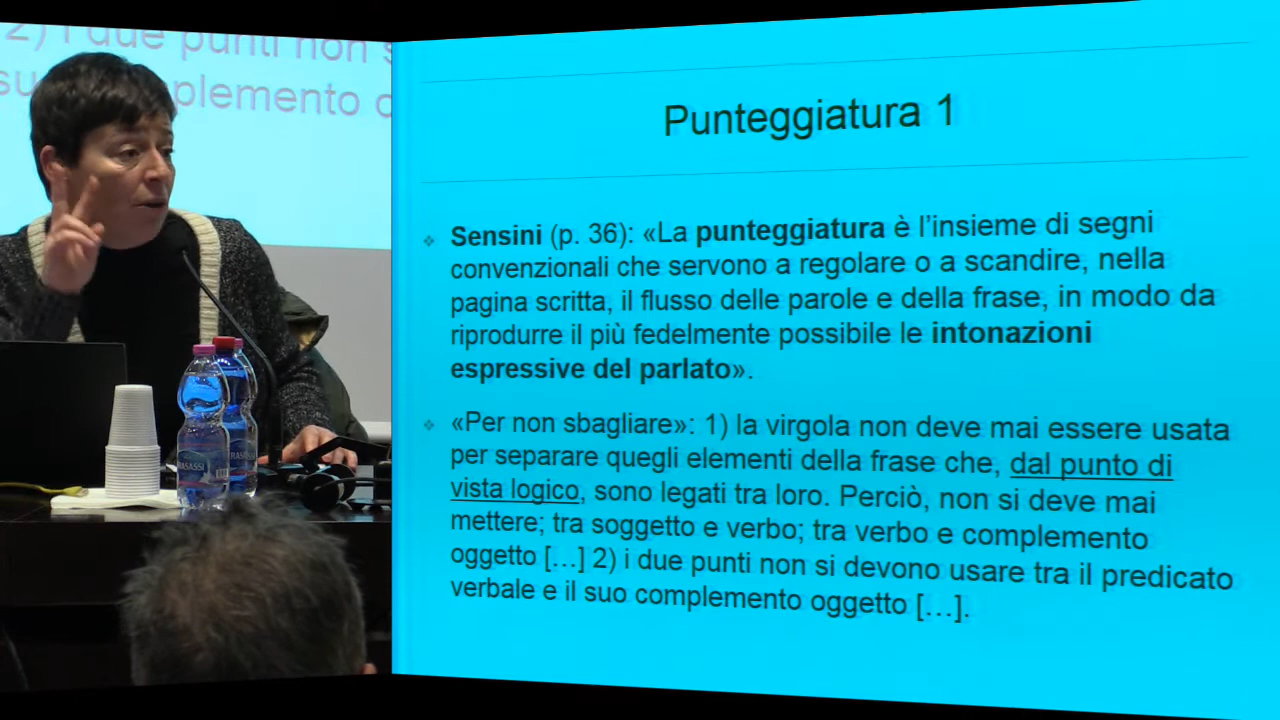 2) i due punti non s
su complemento o
Punteggiatura 1
Sensini (p. 36): «La punteggiatura è l'insieme di segni
convenzionali che servono a regolare o a scandire, nella
pagina scritta, il flusso delle parole e della frase, in modo da
riprodurre il più fedelmente possibile le intonazioni
espressive del parlato».
«Per non sbagliare»: 1) la virgola non deve mai essere usata
per separare quegli elementi della frase che, dal punto di
vista logico, sono legati tra loro. Perciò, non si deve mai
mettere; tra soggetto e verbo; tra verbo e complemento
oggetto […] 2) i due punti non si devono usare tra il predicato
verbale e il suo complemento oggetto […].